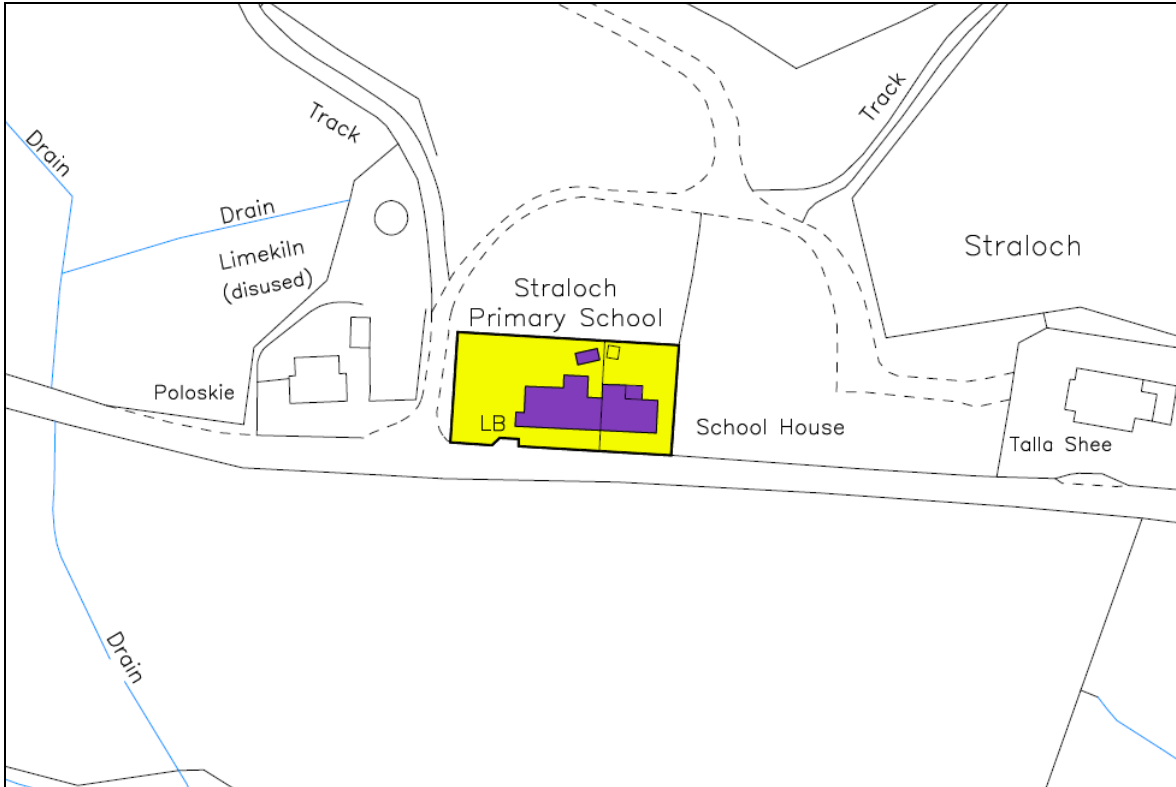 Track
Track
Drain
Drain
Limekiln
(disused)
Straloch
Straloch
Primary School
Poloskie
LB
School House
Talla Shee
Drain